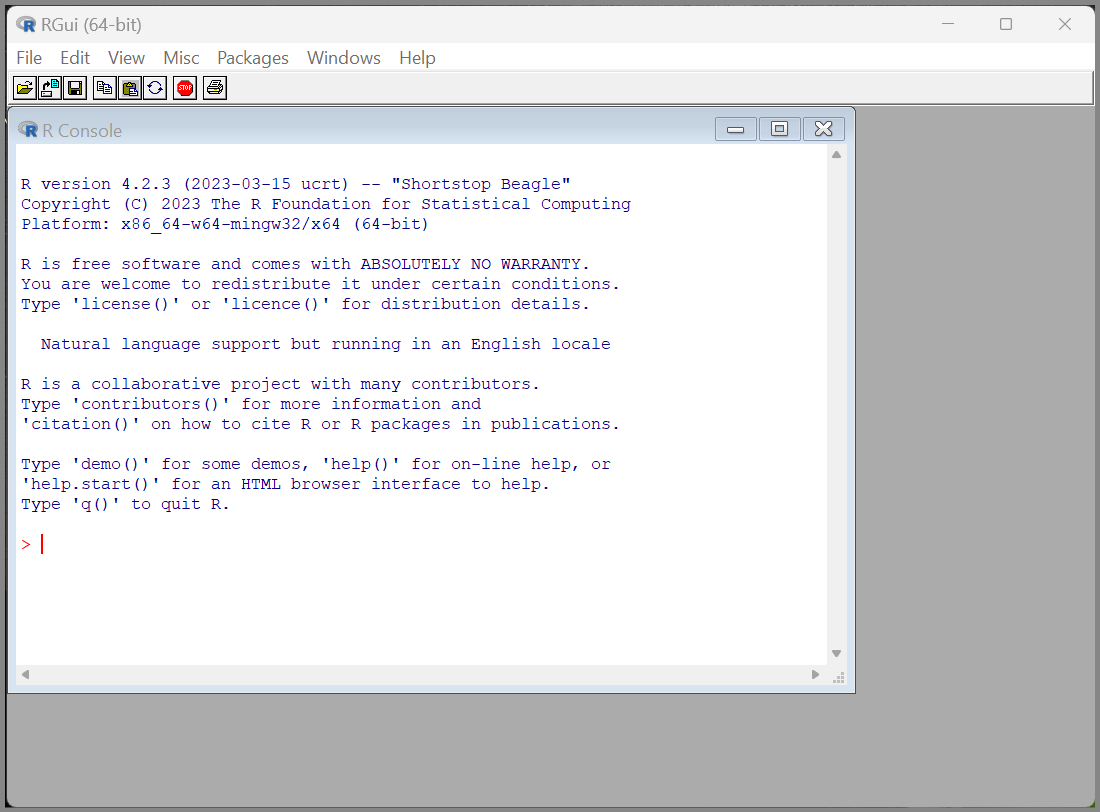 RGui (64-bit)
File Edit View Misc Packages Windows Help
STOP
R Console
R version 4.2.3 (2023-03-15 ucrt) -- "Shortstop Beagle"
Copyright (C) 2023 The R Foundation for Statistical Computing
Platform: x86_64-w64-mingw32/x64 (64-bit)
R is free software and comes with ABSOLUTELY NO WARRANTY.
You are welcome to redistribute it under certain conditions.
Type 'license()' or 'licence()' for distribution details.
Natural language support but running in an English locale
R is a collaborative project with many contributors.
Type 'contributors()' for more information and
'citation()' on how to cite R or R packages in publications.
Type 'demo()' for some demos, 'help()' for on-line help, or
'help.start()' for an HTML browser interface to help.
Type 'q()' to quit R.
>